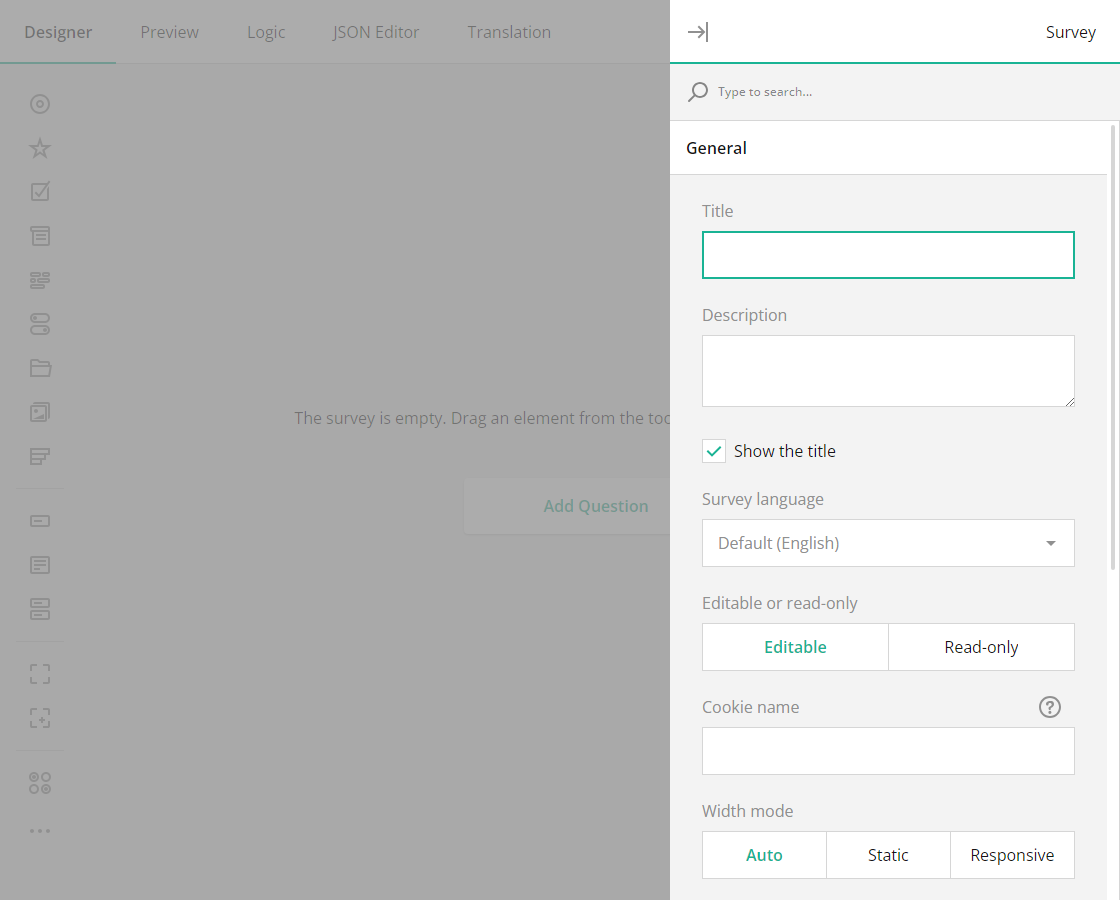 Designer Preview Logic JSON Editor Translation
Survey
Type to search...
General
Title
Description
Show the title
Survey language
Default (English)
Editable or read-only
Editable Read-only
Cookie name
Width mode
Auto Static Responsive
The survey is empty. Drag an element from the
Add Question